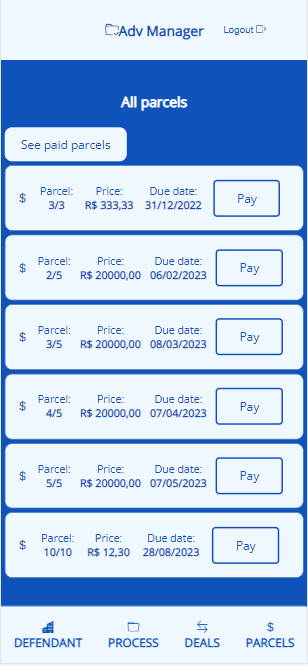 Adv Manager
Logout
All parcels
See paid parcels
$ Parcel: Price: Due date: Pay
3/3 R$ 333,33 31/12/2022
$ Parcel: Price: Due date: Pay
2/5 R$ 20000,00 06/02/2023
$ Parcel: Price: Due date: Pay
3/5 R$ 20000,00 08/03/2023
$ Parcel: Price: Due date: Pay
4/5 R$ 20000,00 07/04/2023
$ Parcel: Price: Due date: Pay
5/5 R$ 20000,00 07/05/2023
$ Parcel: Price: Due date: Pay
10/10 R$ 12,30 28/08/2023
$
DEFENDANT PROCESS DEALS PARCELS